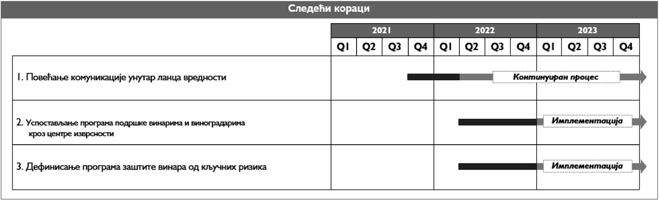 Следећи кораци
2021 2022 2023
Q1 Q2 Q3 Q4 Q1 Q2 Q3 Q4 Q1 Q2 Q3 Q4
1. Повећање комуникације унутар ланца вредности
Континуиран процес
2. Успостављање програма подршке винарима и виноградарима
кроз центре изврсности
Имплементација
3. Дефинисање програма заштите винара од кључних ризика
Имплементација